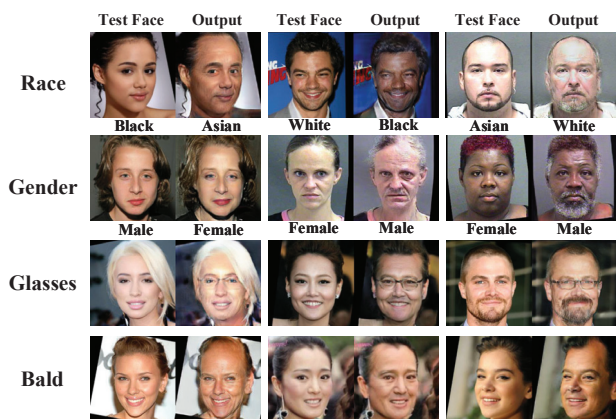 Test Face Output Test Face Output Test Face Output
Race
Black Asian White Black Asian White
Gender
Male Female Female Male Female Male
Glasses
Bald